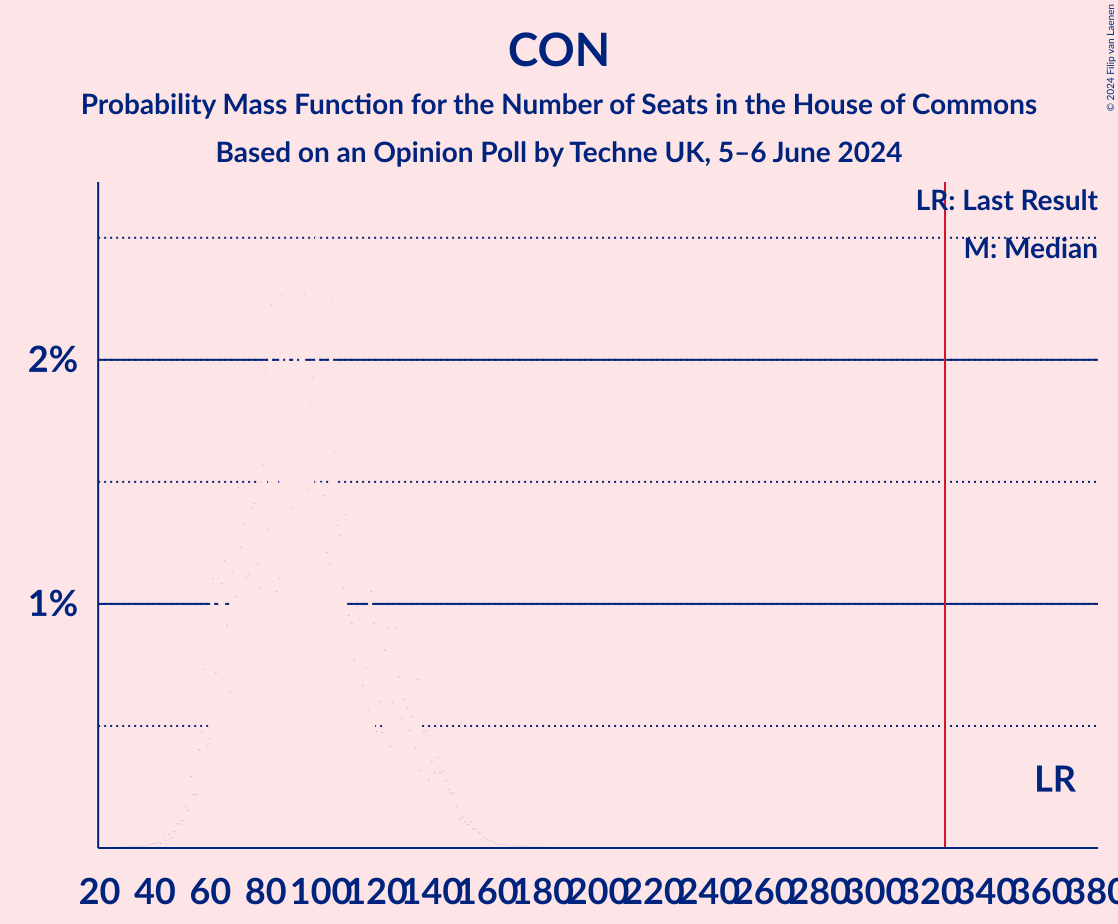 CON
Probability Mass Function for the Number of Seats in the House of Commons
Based on an Opinion Poll by Techne UK, 5–6 June 2024
© 2024 Filip van Laenen
LR: Last Result
M: Median
2%
1%
LR
20 40 60 80 100 120 140 160 180 200 220 240 260 280 300 320 340 360 380